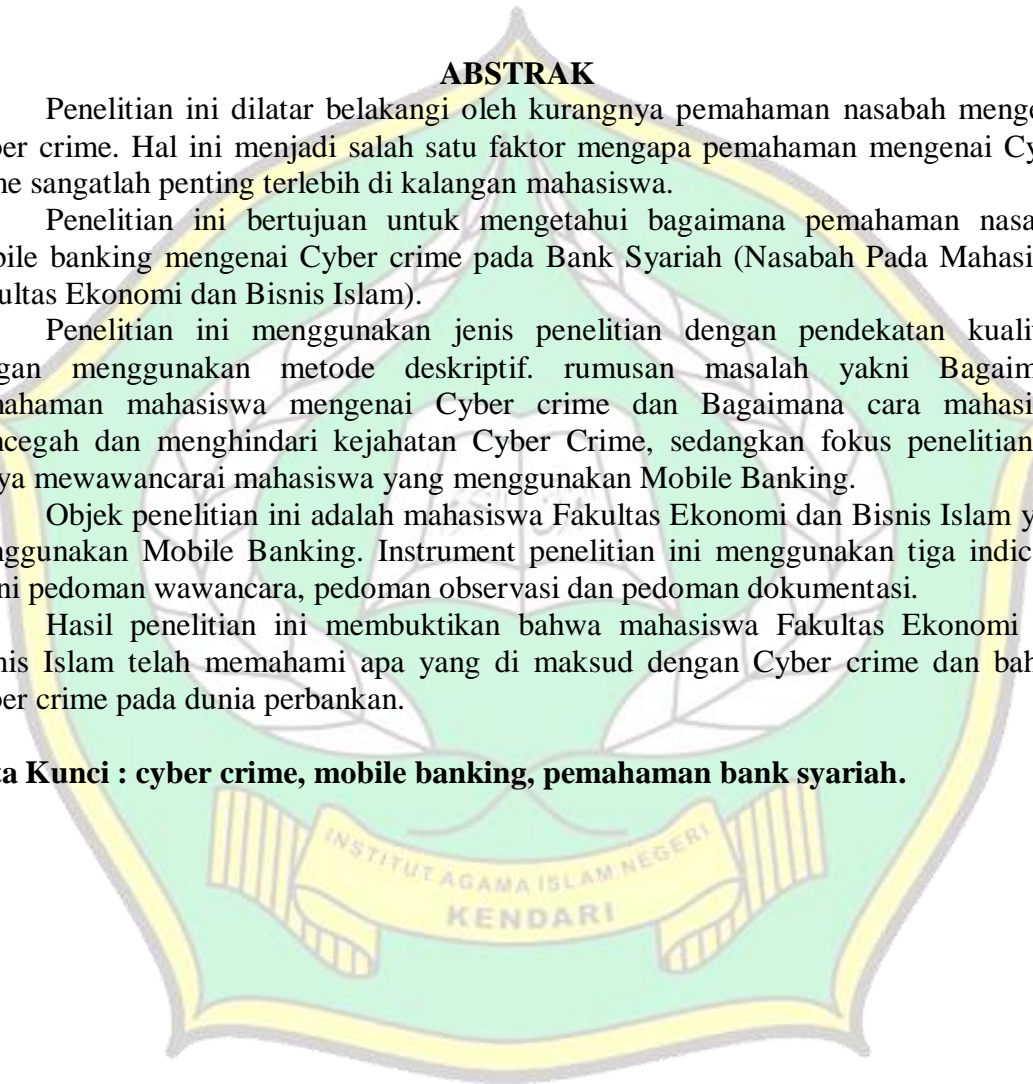 ABSTRAK
Penelitian ini dilatar belakangi oleh kurangnya pemahaman nasabah menge
ber crime. Hal ini menjadi salah satu faktor mengapa pemahaman mengenai Cy
me sangatlah penting terlebih di kalangan mahasiswa.
Penelitian ini bertujuan untuk mengetahui bagaimana pemahaman nasa
bile banking mengenai Cyber crime pada Bank Syariah (Nasabah Pada Mahasi
ultas Ekonomi dan Bisnis Islam).
Penelitian ini menggunakan jenis penelitian dengan pendekatan kuali
gan menggunakan metode deskriptif. rumusan masalah yakni Bagaim
mahaman mahasiswa mengenai Cyber crime dan Bagaimana cara mahasi
ncegah dan menghindari kejahatan Cyber Crime, sedangkan fokus penelitian
ya mewawancarai mahasiswa yang menggunakan Mobile Banking.
Objek penelitian ini adalah mahasiswa Fakultas Ekonomi dan Bisnis Islam y
nggunakan Mobile Banking. Instrument penelitian ini menggunakan tiga indic
ni pedoman wawancara, pedoman observasi dan pedoman dokumentasi.
Hasil penelitian ini membuktikan bahwa mahasiswa Fakultas Ekonomi
nis Islam telah memahami apa yang di maksud dengan Cyber crime dan bah
ber crime pada dunia perbankan.
ta Kunci : cyber crime, mobile banking, pemahaman bank syariah.
INSTITUT AGAMA ISLAM NEGERI
KENDARI